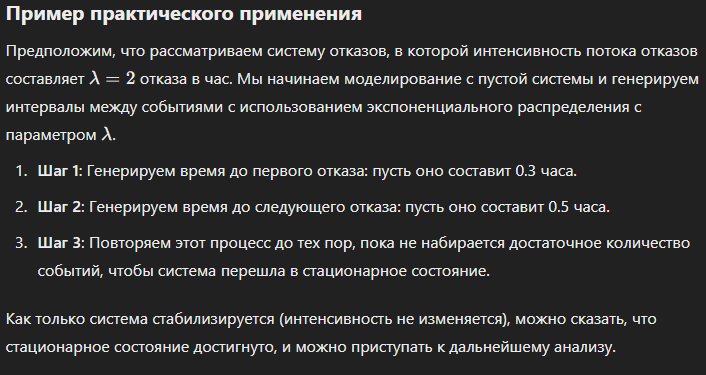 Пример практического применения
Предположим, что рассматриваем систему отказов, в которой интенсивность потока отказов
составляет λ = 2 отказа в час. Мы начинаем моделирование с пустой системы и генерируем
интервалы между событиями с использованием экспоненциального распределения с
параметром λ.
1. Шаг 1: Генерируем время до первого отказа: пусть оно составит 0.3 часа.
2. Шаг 2: Генерируем время до следующего отказа: пусть оно составит 0.5 часа.
3. Шаг 3: Повторяем этот процесс до тех пор, пока не набирается достаточное количество
событий, чтобы система перешла в стационарное состояние.
Как только система стабилизируется (интенсивность не изменяется), можно сказать, что
стационарное состояние достигнуто, и можно приступать к дальнейшему анализу.